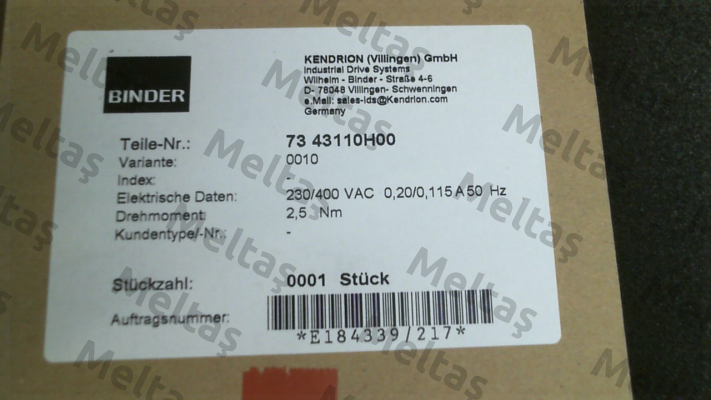 BINDER
KENDRION (Villingen) GmbH
Industrial Drive Systems
Wilhelm - Binder - Straße 4-6
D- 78048 Villingen- Schwenningen
e.Mail: sales-ids@Kendrion.com
Germany
Teile-Nr.: 73 43110H00
Variante: 0010
Index: -
Elektrische Daten: 230/400 VAC 0,20/0,115 A 50 Hz
Drehmoment: 2,5 Nm
Kundentype/-Nr.: -
Stückzahl: 0001 Stück
Auftragsnummer:
*E184339/217*
Meltaş